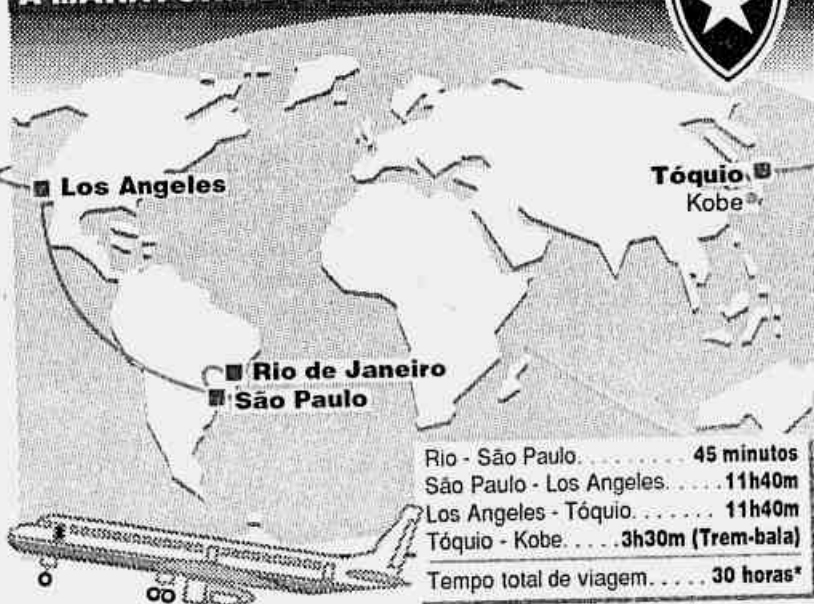 Los Angeles
Tóquio
Kobe
Rio de Janeiro
São Paulo
Rio - São Paulo. . . . . . . . . 45 minutos
São Paulo - Los Angeles. . . . . 11h40m
Los Angeles - Tóquio. . . . . . . 11h40m
Tóquio - Kobe. . . . . 3h30m (Trem-bala)
Tempo total de viagem. . . . . 30 horas*